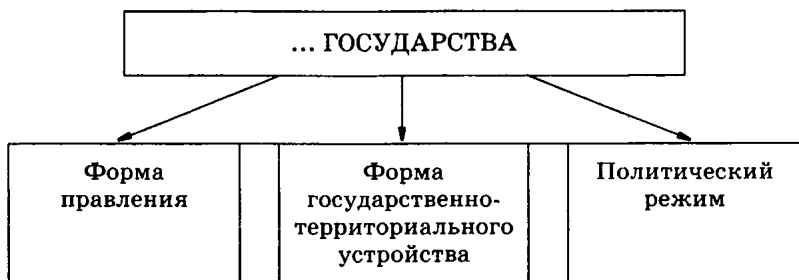 ... ГОСУДАРСТВА
Форма
правления
Форма
государственно-
территориального
устройства
Политический
режим